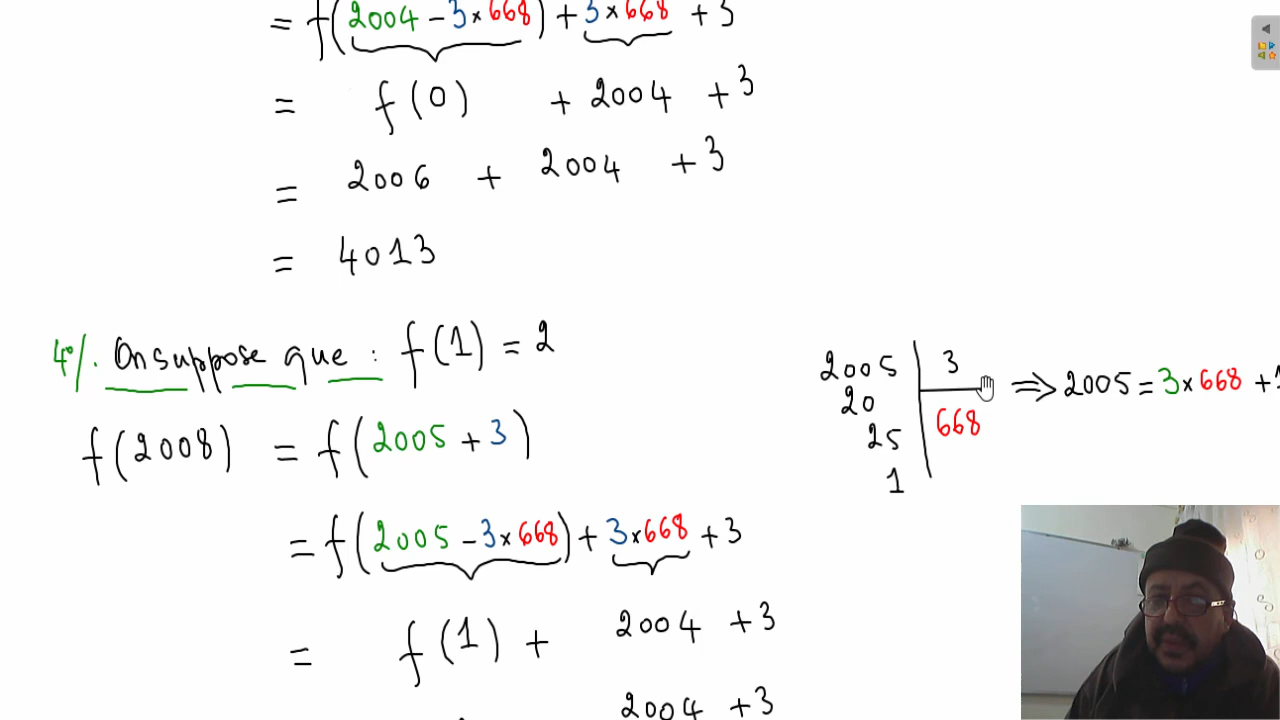 = f(2004 - 3×668) + 3×668 + 3
= f(0) + 2004 + 3
= 2006 + 2004 + 3
= 4013
4°/. On suppose que : f(1) = 2
f(2008) = f(2005 + 3)
= f(2005 - 3×668) + 3×668 + 3
= f(1) + 2004 + 3
2004 + 3
2005 | 3
20
668
25
1
⟹ 2005 = 3×668 + 1